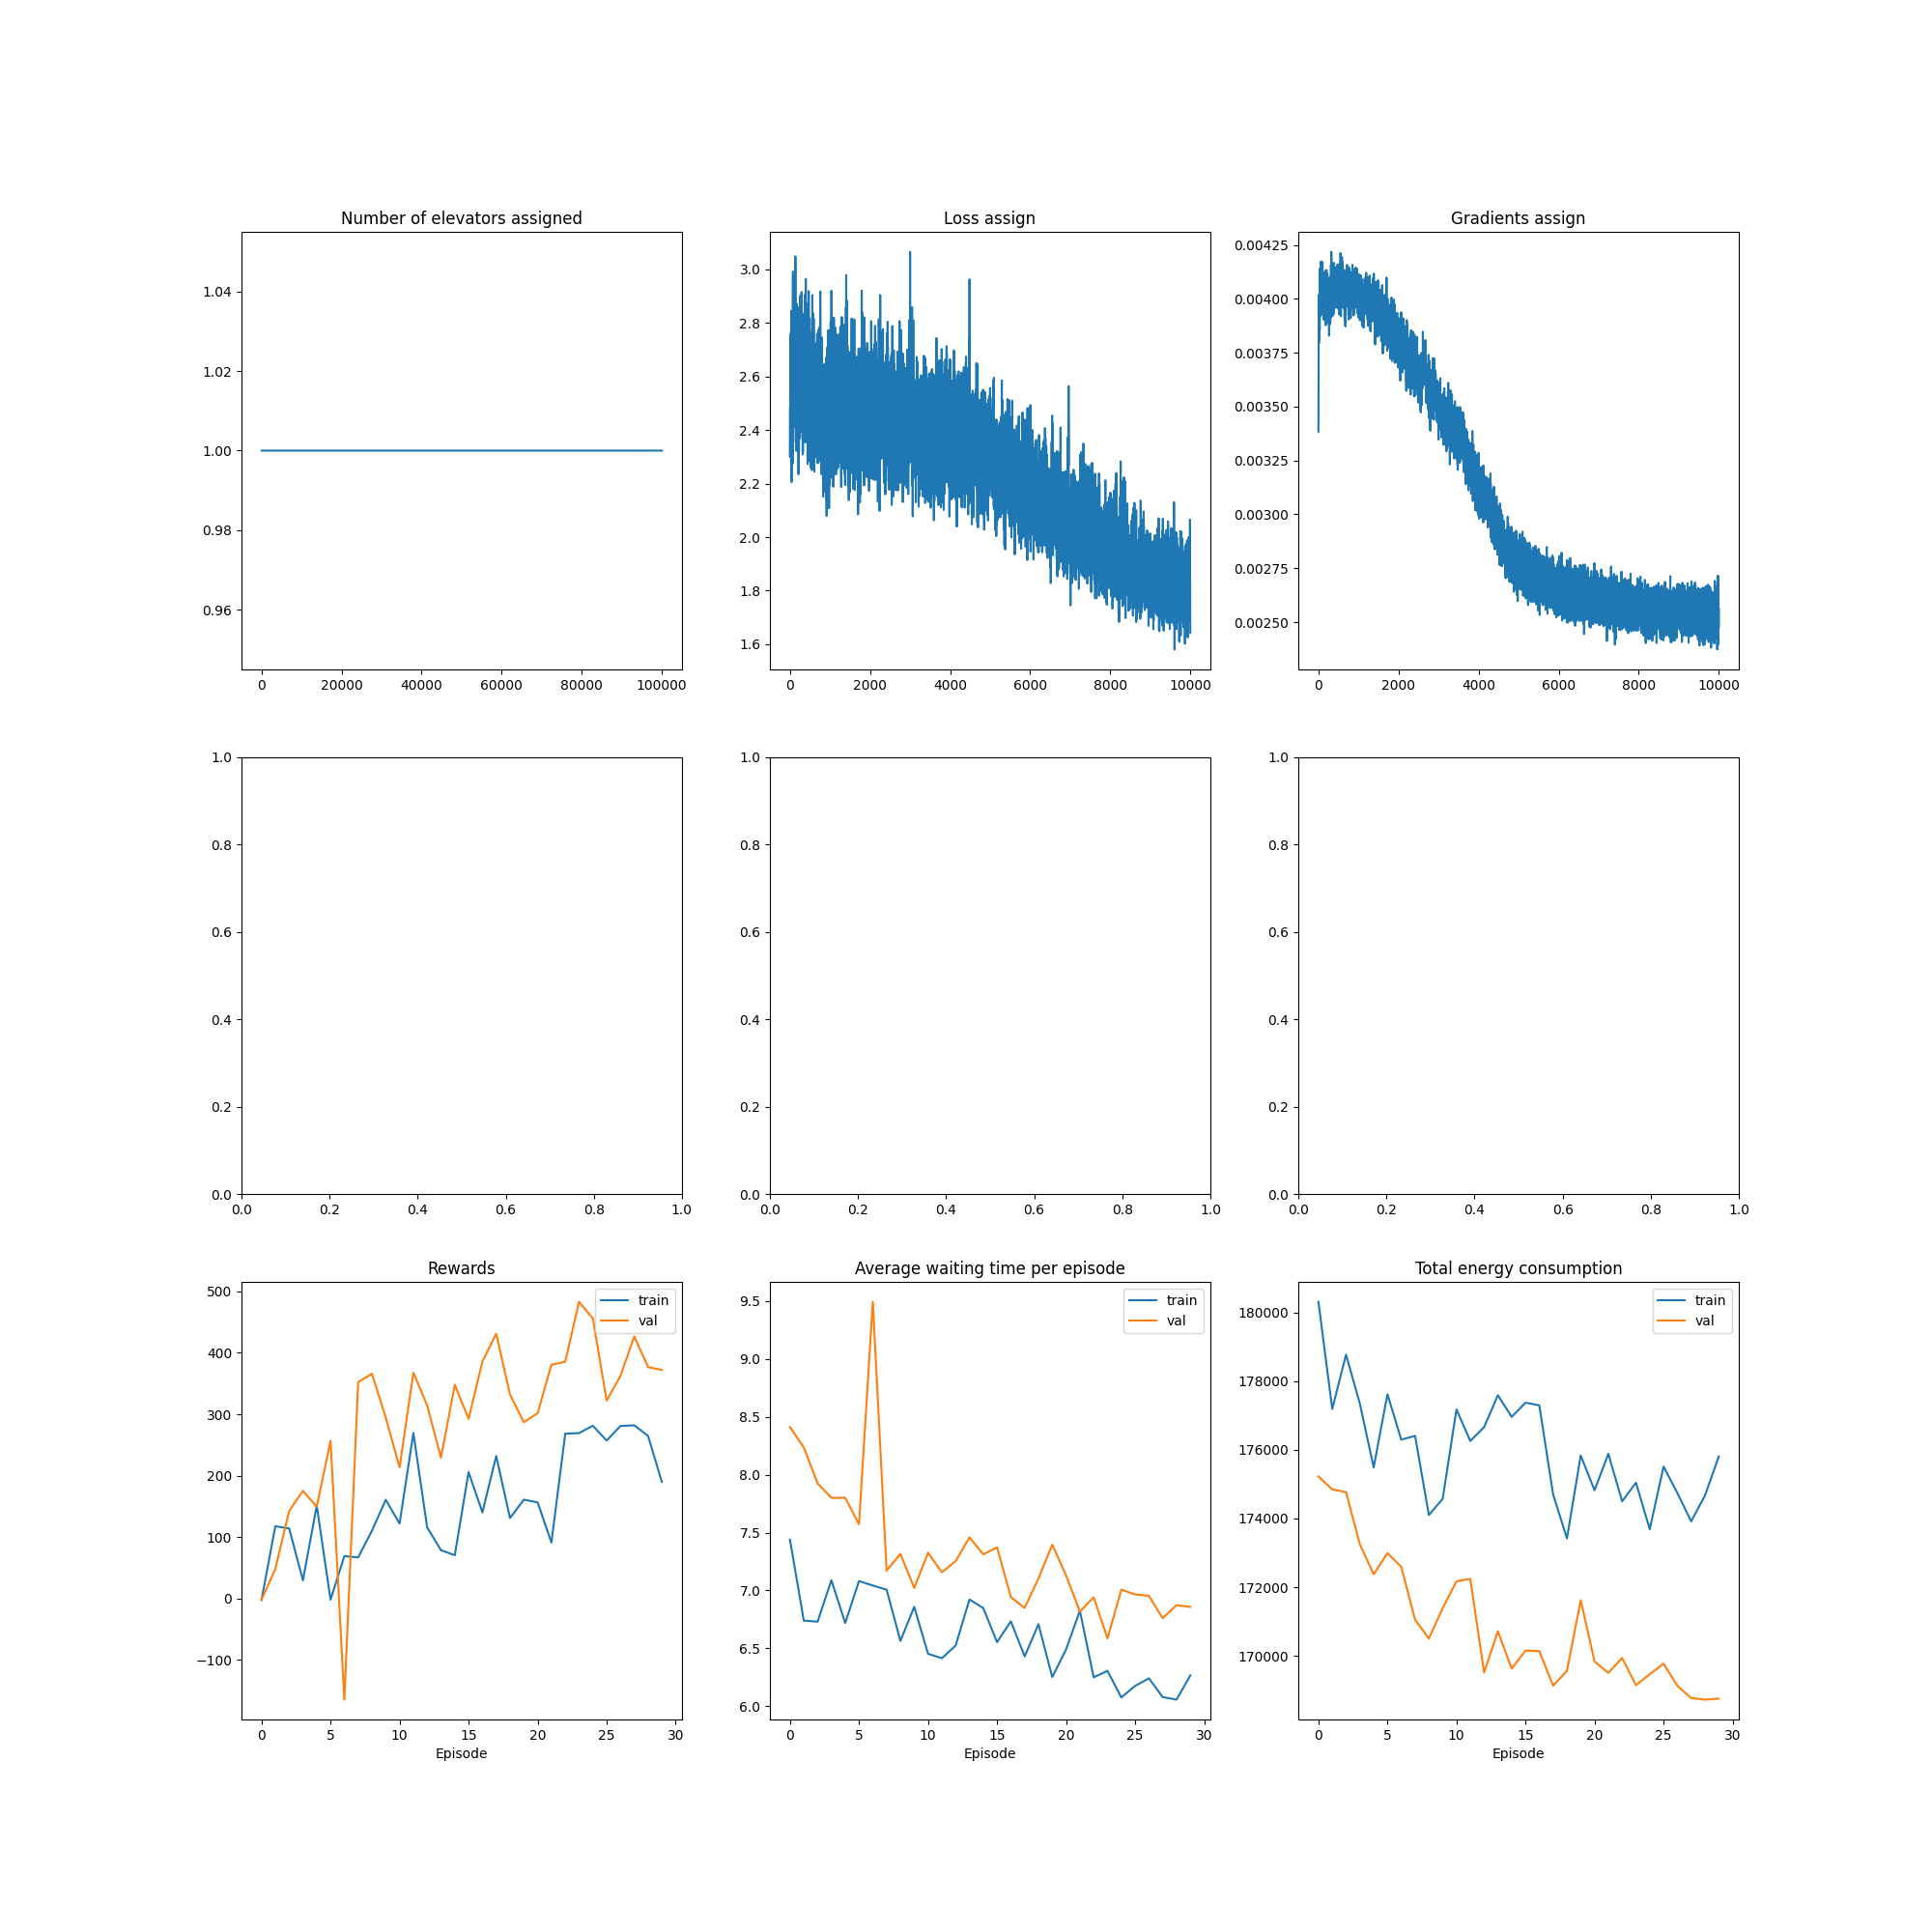 Number of elevators assigned
1.04
1.02
1.00
0.98
0.96
0 20000 40000 60000 80000 100000
Loss assign
3.0
2.8
2.6
2.4
2.2
2.0
1.8
1.6
0 2000 4000 6000 8000 10000
Gradients assign
0.00425
0.00400
0.00375
0.00350
0.00325
0.00300
0.00275
0.00250
0 2000 4000 6000 8000 10000
1.0
0.8
0.6
0.4
0.2
0.0
0.0 0.2 0.4 0.6 0.8 1.0
1.0
0.8
0.6
0.4
0.2
0.0
0.0 0.2 0.4 0.6 0.8 1.0
1.0
0.8
0.6
0.4
0.2
0.0
0.0 0.2 0.4 0.6 0.8 1.0
Rewards
train
val
500
400
300
200
100
0
−100
0 5 10 15 20 25 30
Episode
Average waiting time per episode
train
val
9.5
9.0
8.5
8.0
7.5
7.0
6.5
6.0
0 5 10 15 20 25 30
Episode
Total energy consumption
train
val
180000
178000
176000
174000
172000
170000
0 5 10 15 20 25 30
Episode